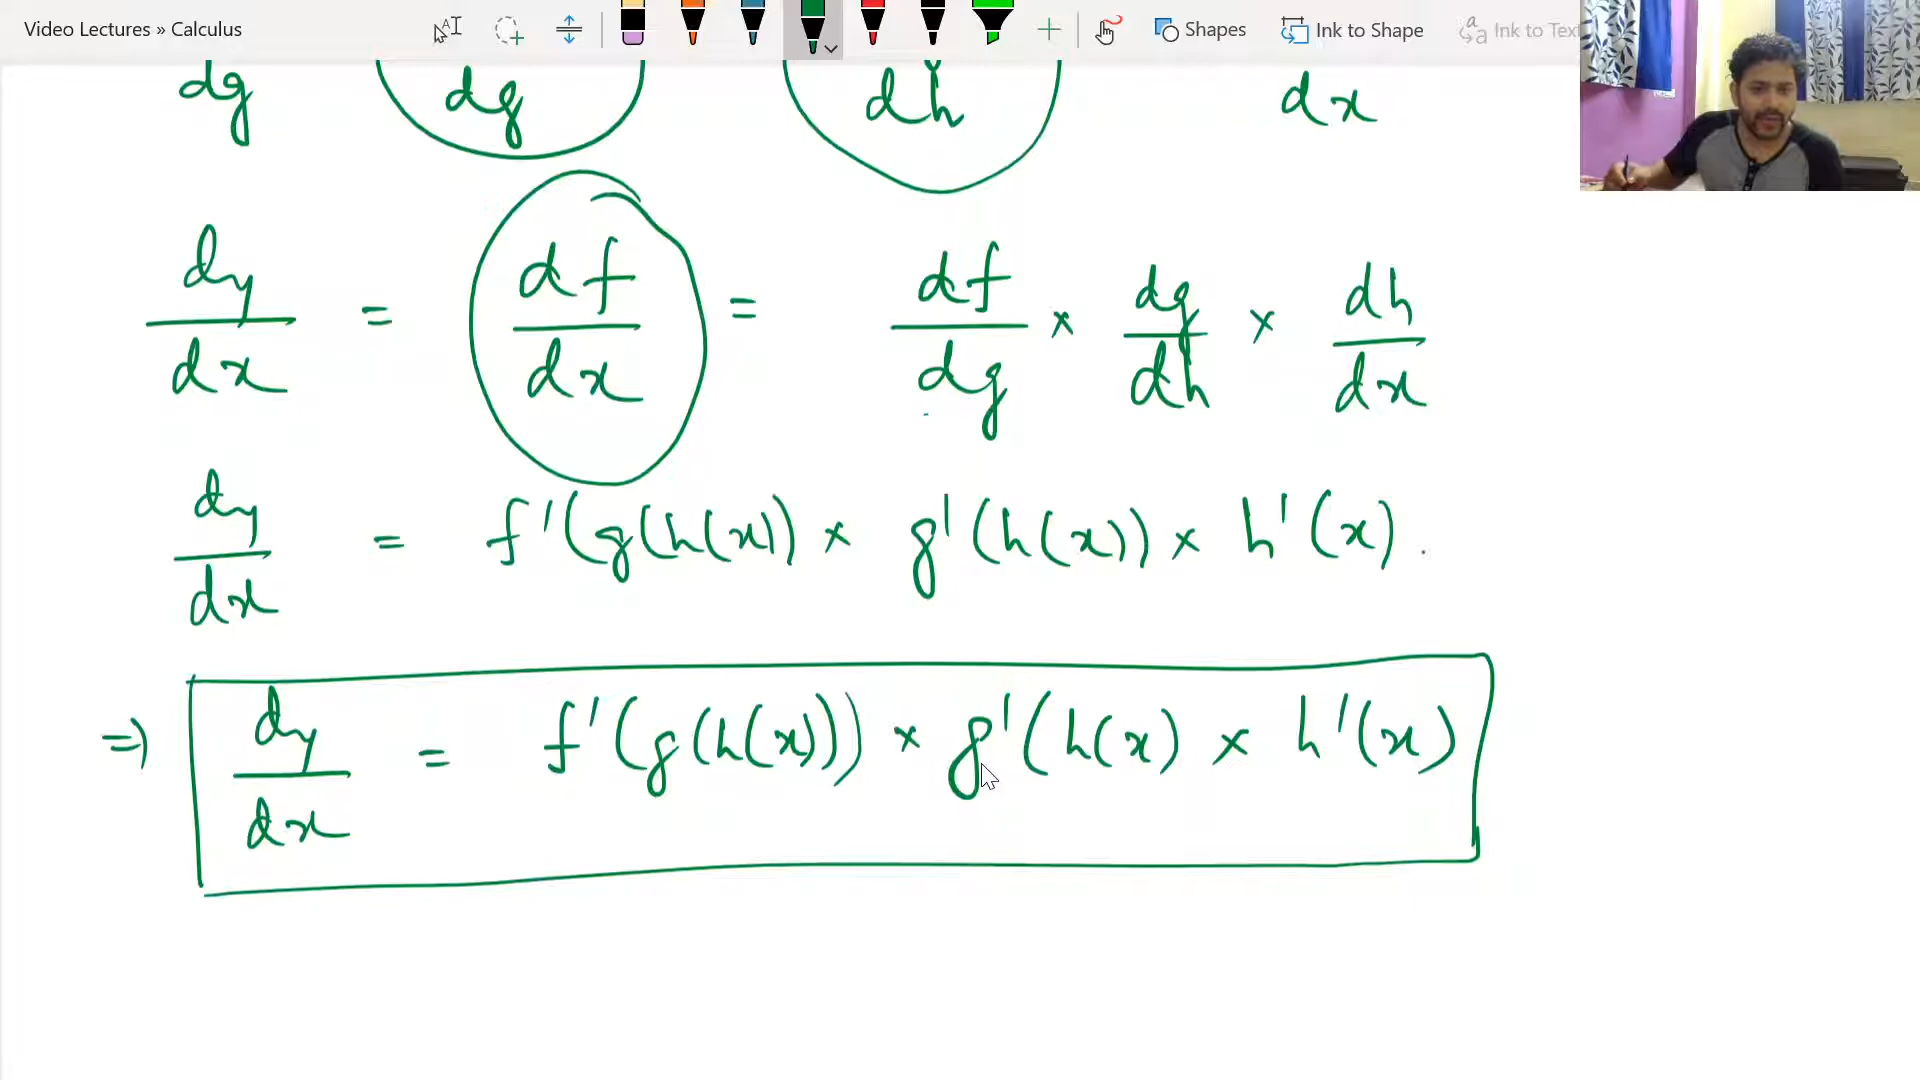 Video Lectures » Calculus
Shapes
Ink to Shape
Ink to Tex
dg dg dh dx
dy/dx = df/dx = df/dg × dg/dh × dh/dx
dy/dx = f'(g(h(x)) × g'(h(x)) × h'(x).
⇒ dy/dx = f'(g(h(x))) × g'(h(x) × h'(x)